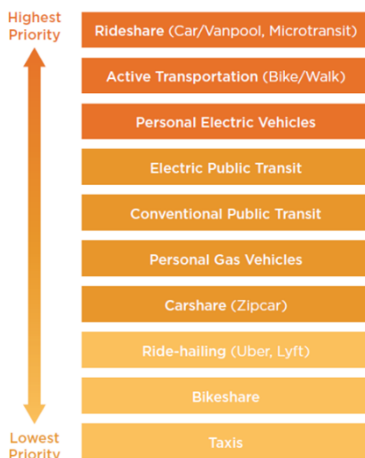 Highest
Priority
Rideshare (Car/Vanpool, Microtransit)
Active Transportation (Bike/Walk)
Personal Electric Vehicles
Electric Public Transit
Conventional Public Transit
Personal Gas Vehicles
Carshare (Zipcar)
Ride-hailing (Uber, Lyft)
Bikeshare
Taxis
Lowest
Priority